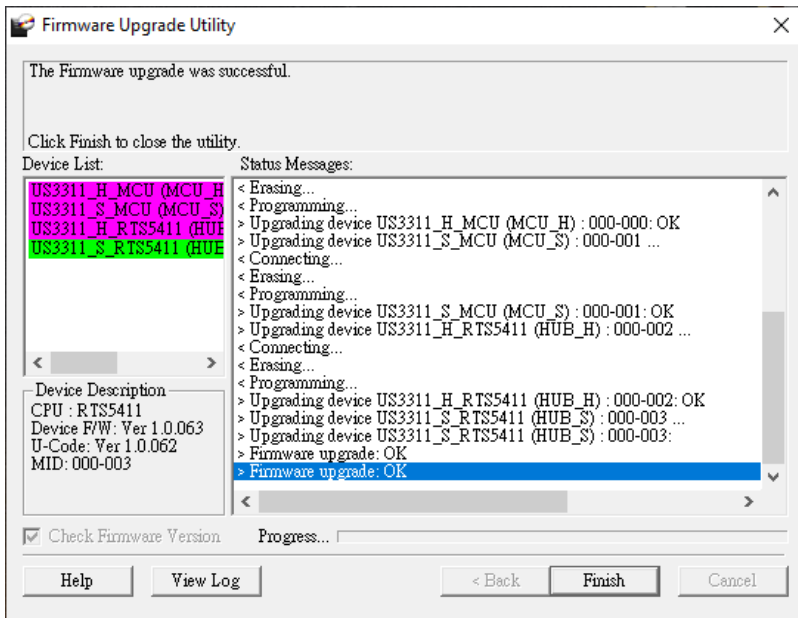 Firmware Upgrade Utility
The Firmware upgrade was successful.
Click Finish to close the utility.
Device List:
US3311_H_MCU (MCU_H
US3311_S_MCU (MCU_S)
US3311_H_RTS5411 (HUE
US3311_S_RTS5411 (HUE
Status Messages:
< Erasing...
< Programming...
> Upgrading device US3311_H_MCU (MCU_H) : 000-000: OK
> Upgrading device US3311_S_MCU (MCU_S) : 000-001 ...
< Connecting...
< Erasing...
< Programming...
> Upgrading device US3311_S_MCU (MCU_S) : 000-001: OK
> Upgrading device US3311_H_RTS5411 (HUB_H) : 000-002 ...
< Connecting...
< Erasing...
< Programming...
> Upgrading device US3311_H_RTS5411 (HUB_H) : 000-002: OK
> Upgrading device US3311_S_RTS5411 (HUB_S) : 000-003 ...
> Upgrading device US3311_S_RTS5411 (HUB_S) : 000-003:
> Firmware upgrade: OK
> Firmware upgrade: OK
Device Description
CPU : RTS5411
Device F/W: Ver 1.0.063
U-Code: Ver 1.0.062
MID: 000-003
Check Firmware Version
Progress...
Help
View Log
< Back
Finish
Cancel